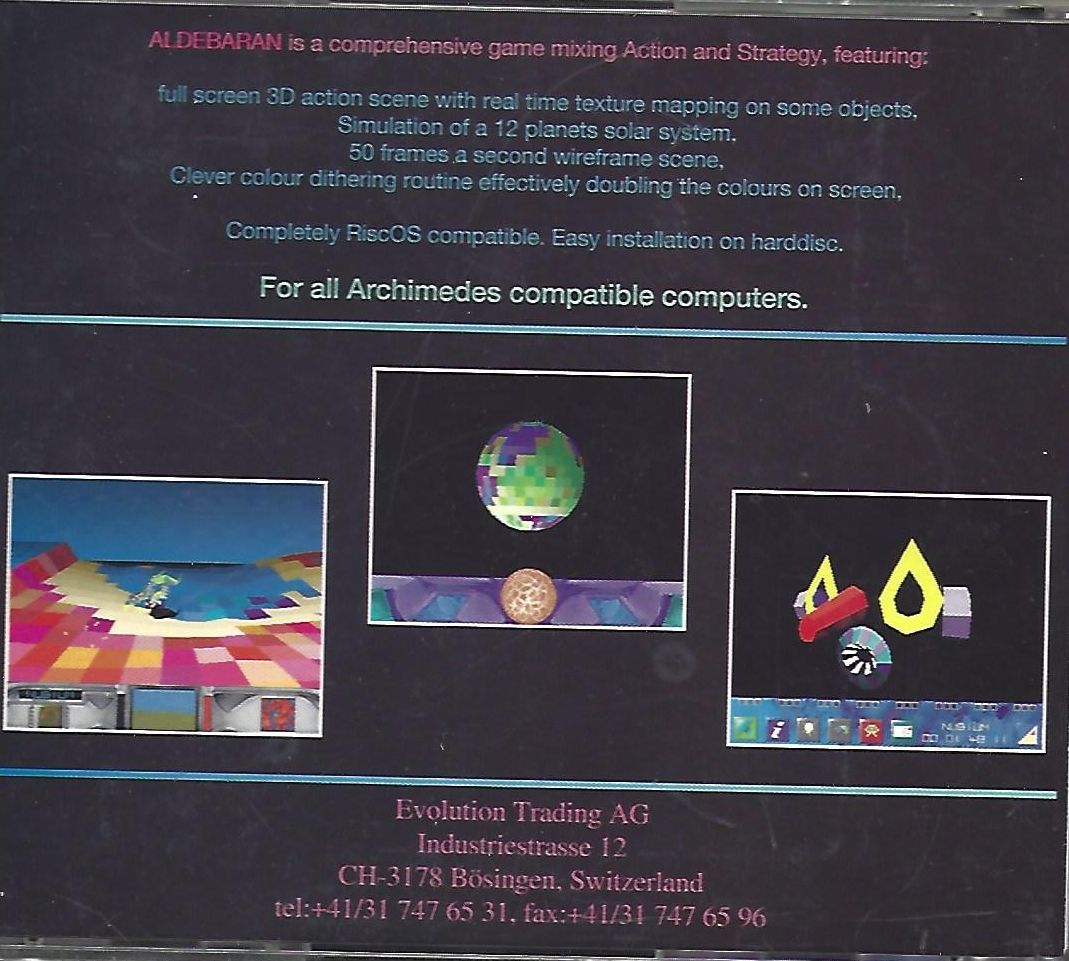 ALDEBARAN is a comprehensive game mixing Action and Strategy, featuring:
full screen 3D action scene with real time texture mapping on some objects,
Simulation of a 12 planets solar system,
50 frames a second wireframe scene,
Clever colour dithering routine effectively doubling the colours on screen,
Completely RiscOS compatible. Easy installation on harddisc.
For all Archimedes compatible computers.
NUBIUM
NUBIUM
Evolution Trading AG
Industriestrasse 12
CH-3178 Bösingen, Switzerland
tel:+41/31 747 65 31, fax:+41/31 747 65 96